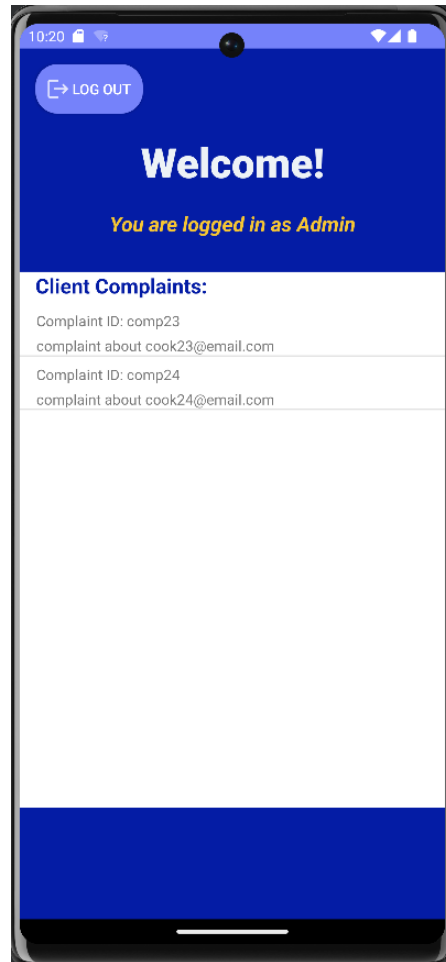 10:20
LOG OUT
Welcome!
You are logged in as Admin
Client Complaints:
Complaint ID: comp23
complaint about cook23@email.com
Complaint ID: comp24
complaint about cook24@email.com